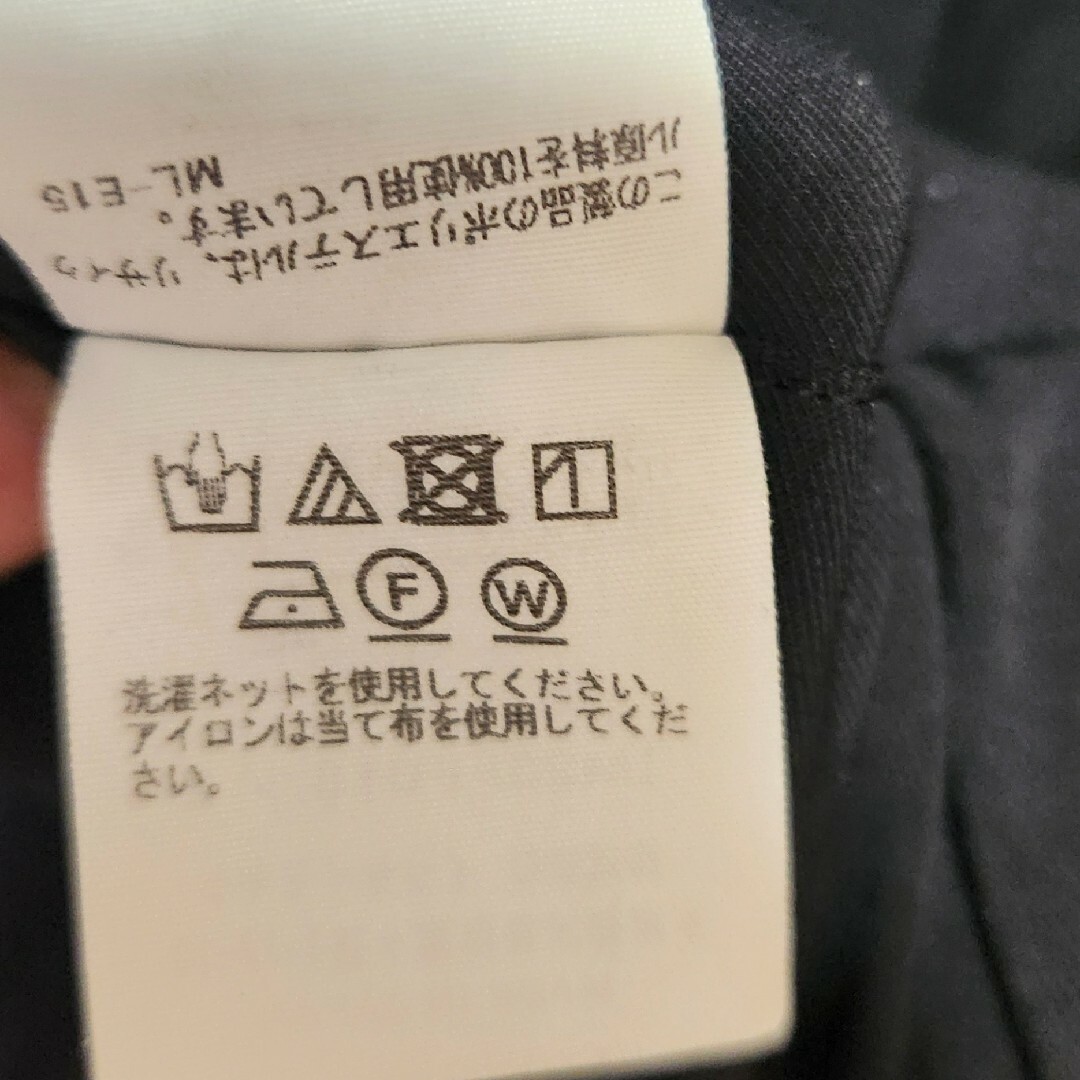 この製品のポリエステルは、リサイク
ル原料を100%使用しています。
ML-E15
F
W
洗濯ネットを使用してください。
アイロンは当て布を使用してくだ
さい。